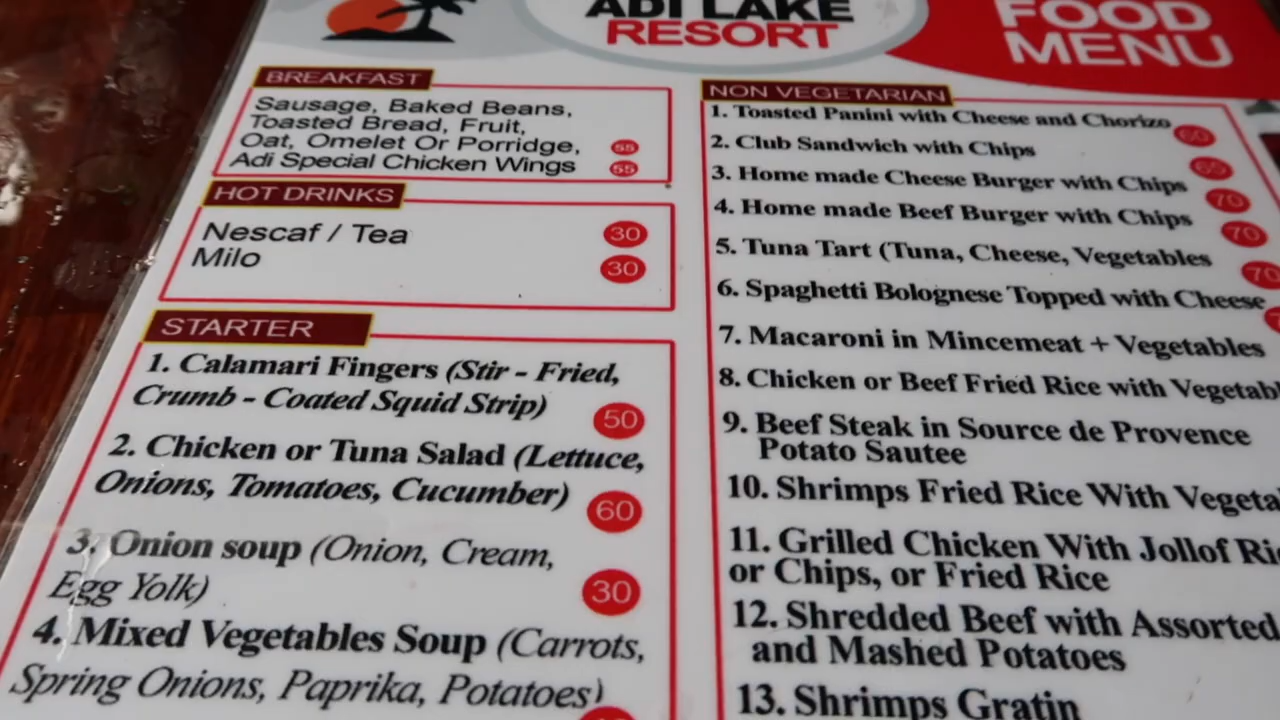 ADI LAKE
RESORT
FOOD
MENU
BREAKFAST
Sausage, Baked Beans,
Toasted Bread, Fruit,
Oat, Omelet Or Porridge, 55
Adi Special Chicken Wings 55
HOT DRINKS
Nescaf / Tea 30
Milo 30
STARTER
1. Calamari Fingers (Stir - Fried,
Crumb - Coated Squid Strip) 50
2. Chicken or Tuna Salad (Lettuce,
Onions, Tomatoes, Cucumber) 60
3. Onion soup (Onion, Cream,
Egg Yolk) 30
4. Mixed Vegetables Soup (Carrots,
Spring Onions, Paprika, Potatoes)
NON VEGETARIAN
1. Toasted Panini with Cheese and Chorizo 60
2. Club Sandwich with Chips 65
3. Home made Cheese Burger with Chips 70
4. Home made Beef Burger with Chips 70
5. Tuna Tart (Tuna, Cheese, Vegetables 70
6. Spaghetti Bolognese Topped with Cheese
7. Macaroni in Mincemeat + Vegetables
8. Chicken or Beef Fried Rice with Vegetabl
9. Beef Steak in Source de Provence
Potato Sautee
10. Shrimps Fried Rice With Vegeta
11. Grilled Chicken With Jollof Ri
or Chips, or Fried Rice
12. Shredded Beef with Assorted
and Mashed Potatoes
13. Shrimps Gratin